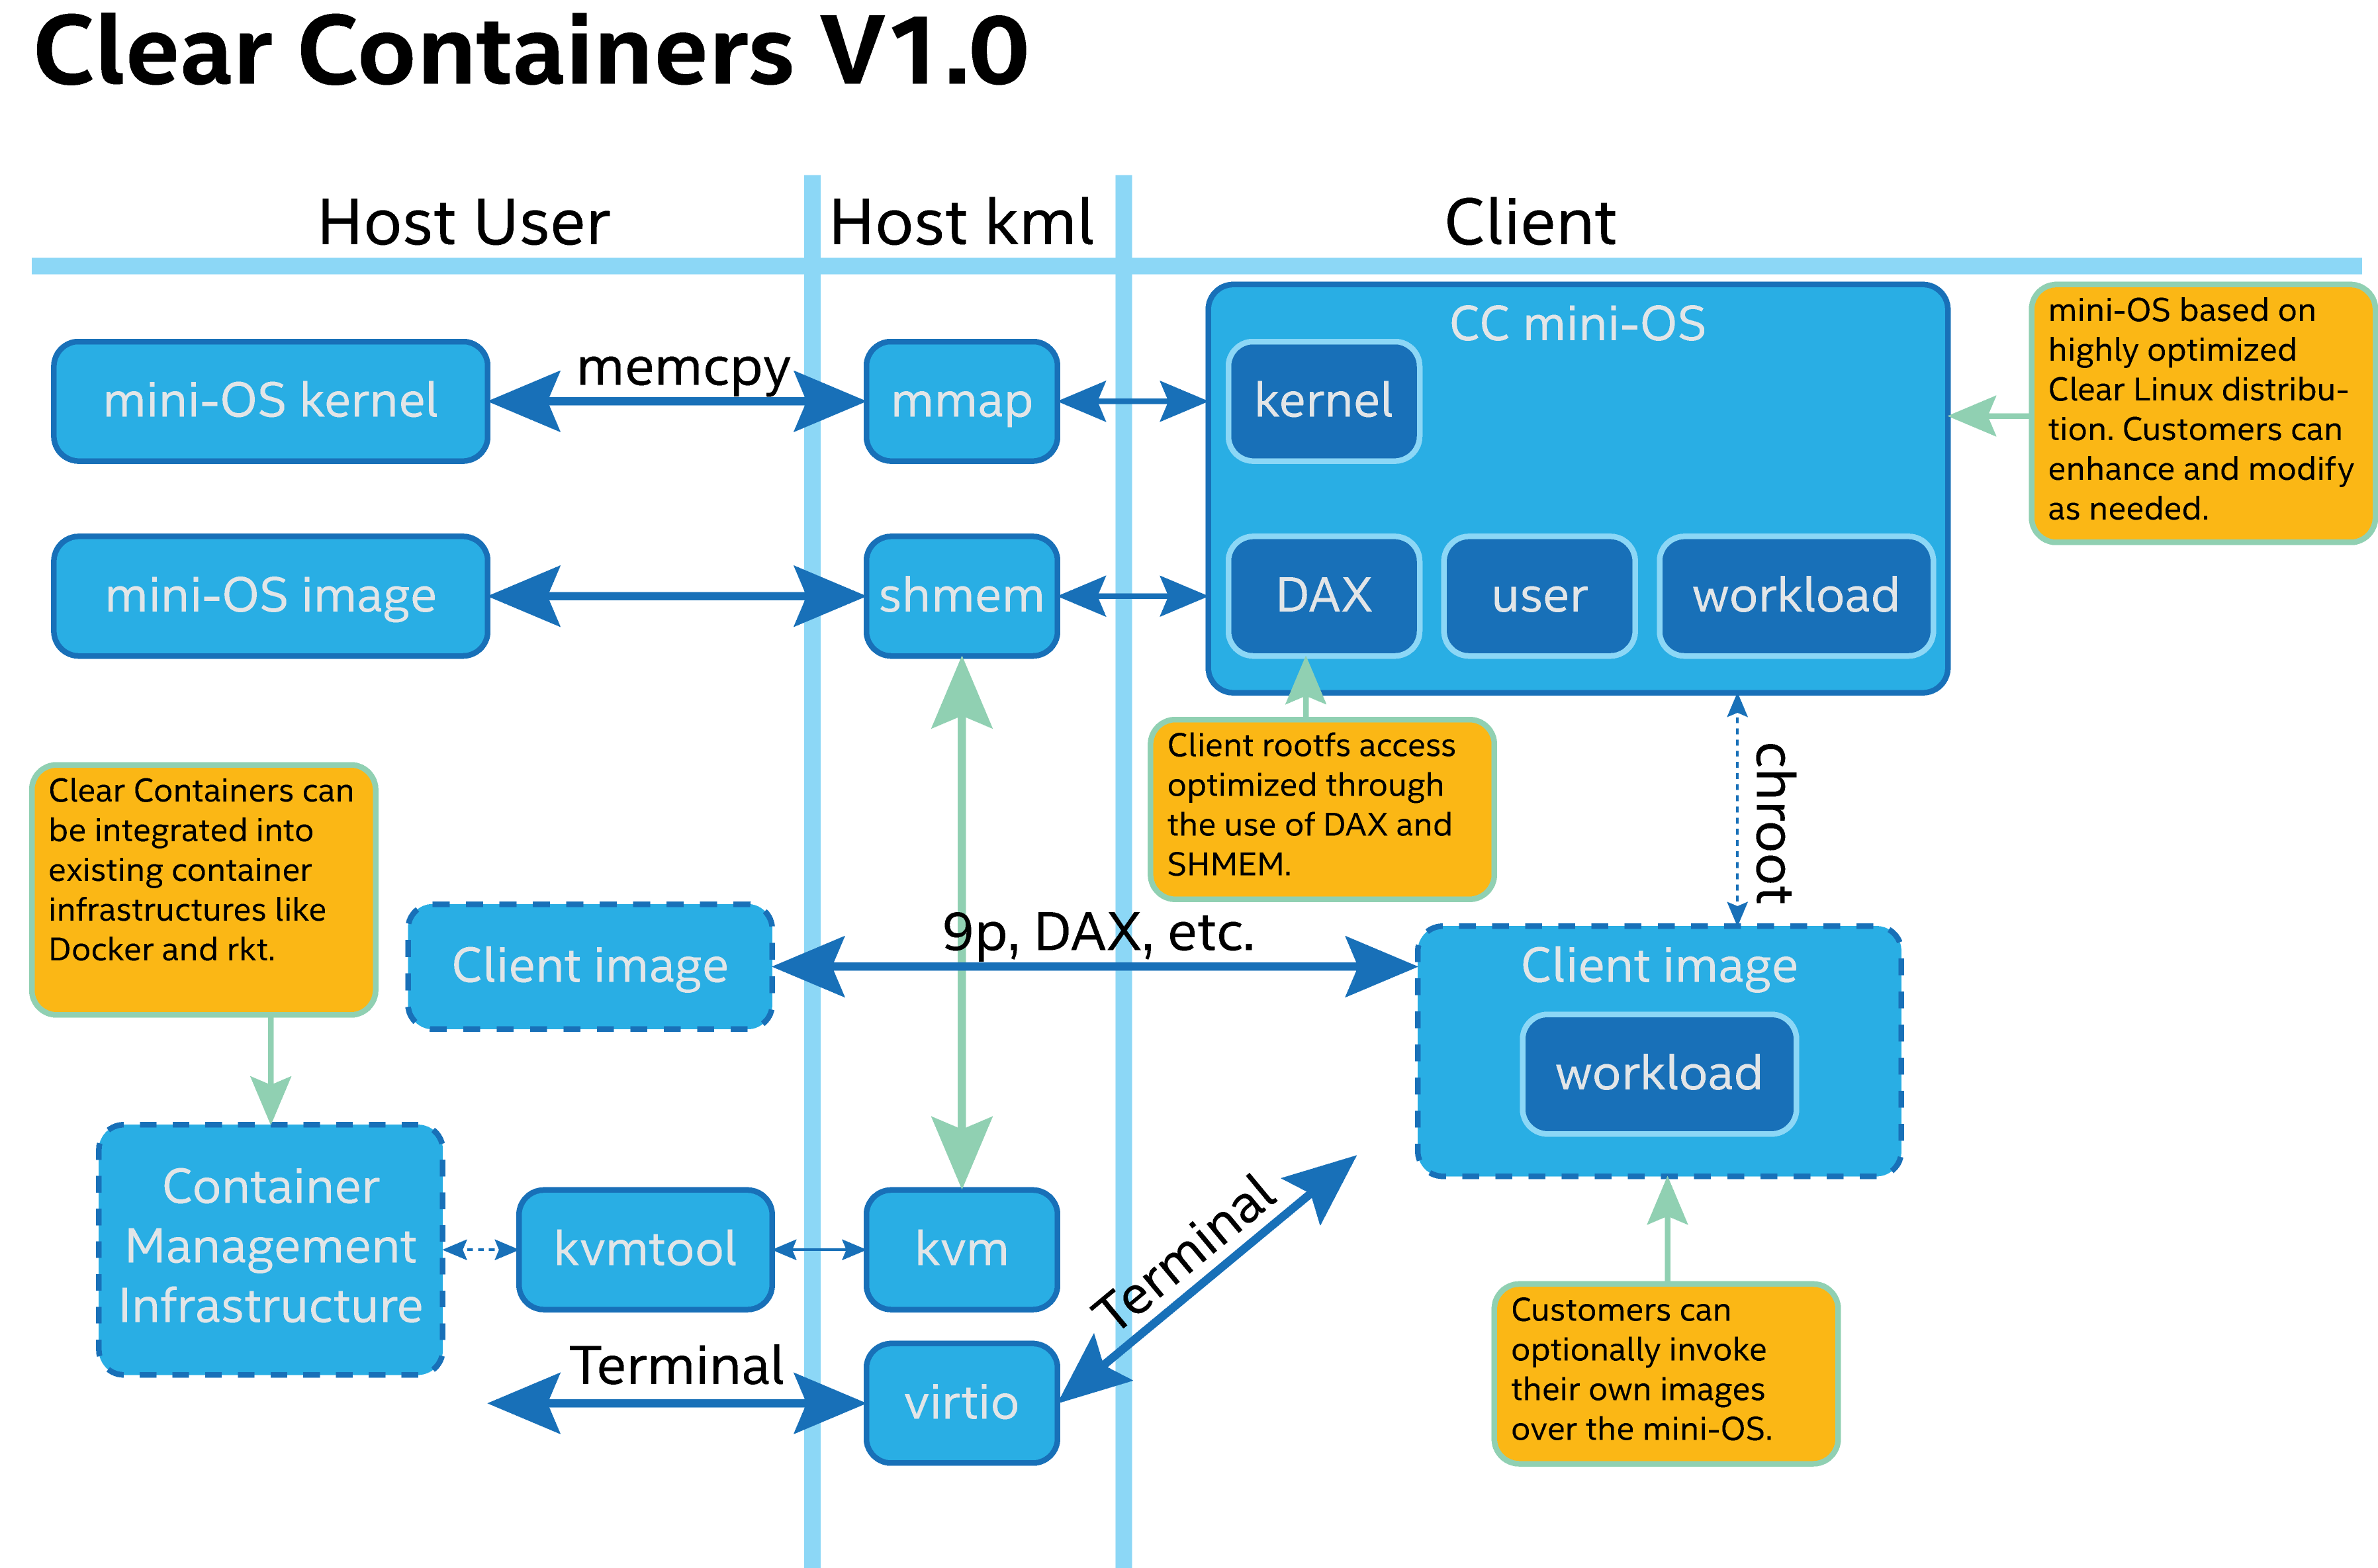 Clear Containers V1.0
Host User
Host kml
Client
mini-OS kernel
memcpy
mmap
CC mini-OS
kernel
mini-OS based on
highly optimized
Clear Linux distribu-
tion. Customers can
enhance and modify
as needed.
mini-OS image
shmem
DAX
user
workload
Client rootfs access
optimized through
the use of DAX and
SHMEM.
chroot
Clear Containers can
be integrated into
existing container
infrastructures like
Docker and rkt.
Client image
9p, DAX, etc.
Client image
workload
Container
Management
Infrastructure
kvmtool
kvm
Terminal
Terminal
virtio
Customers can
optionally invoke
their own images
over the mini-OS.